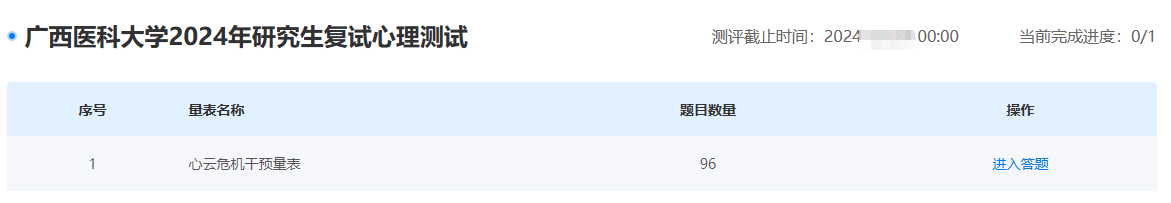 广西医科大学2024年研究生复试心理测试 测评截止时间：2024 00:00 当前完成进度：0/1
序号 量表名称 题目数量 操作
1 心云危机干预量表 96 进入答题